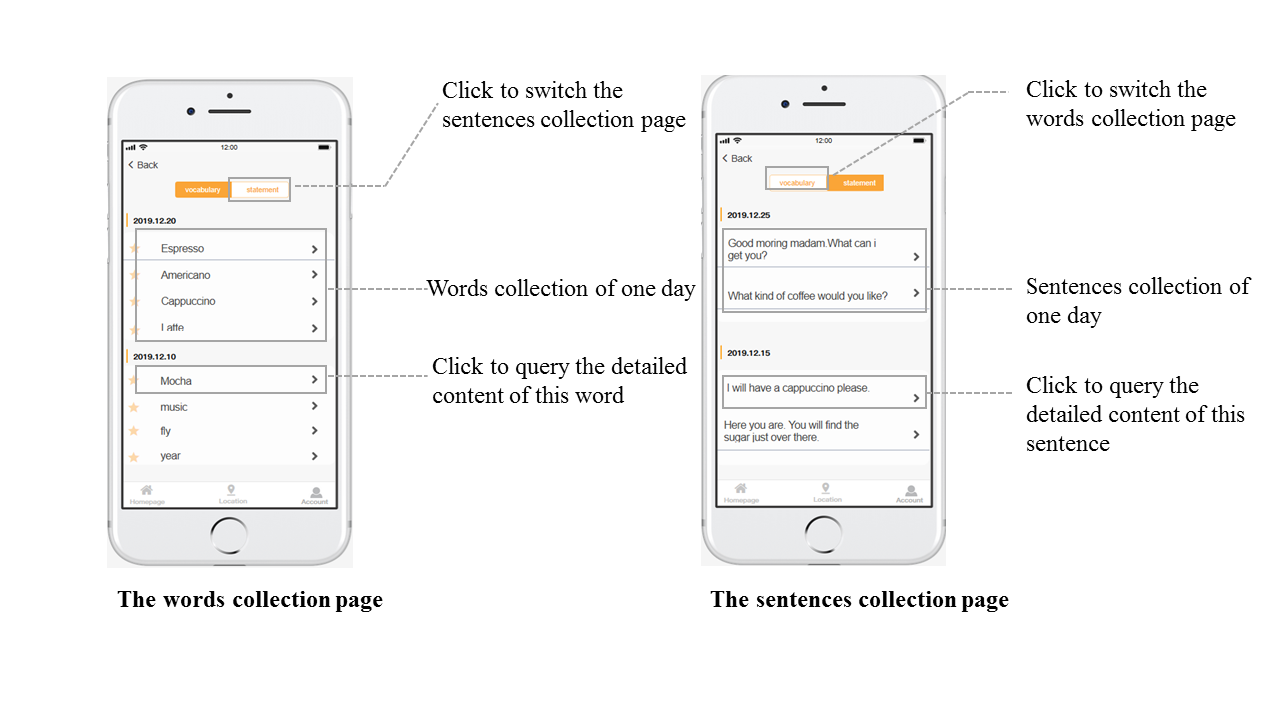 Click to switch the
sentences collection page
12:00
Back
vocabulary
statement
2019.12.20
Espresso
Americano
Cappuccino
Latte
Words collection of one day
2019.12.10
Mocha
Click to query the detailed
content of this word
music
fly
year
Homepage
Location
Account
The words collection page
Click to switch the
words collection page
12:00
Back
vocabulary
statement
2019.12.25
Good moring madam.What can i
get you?
What kind of coffee would you like?
Sentences collection of
one day
2019.12.15
I will have a cappuccino please.
Click to query the
detailed content of this
sentence
Here you are. You will find the
sugar just over there.
Homepage
Location
Account
The sentences collection page